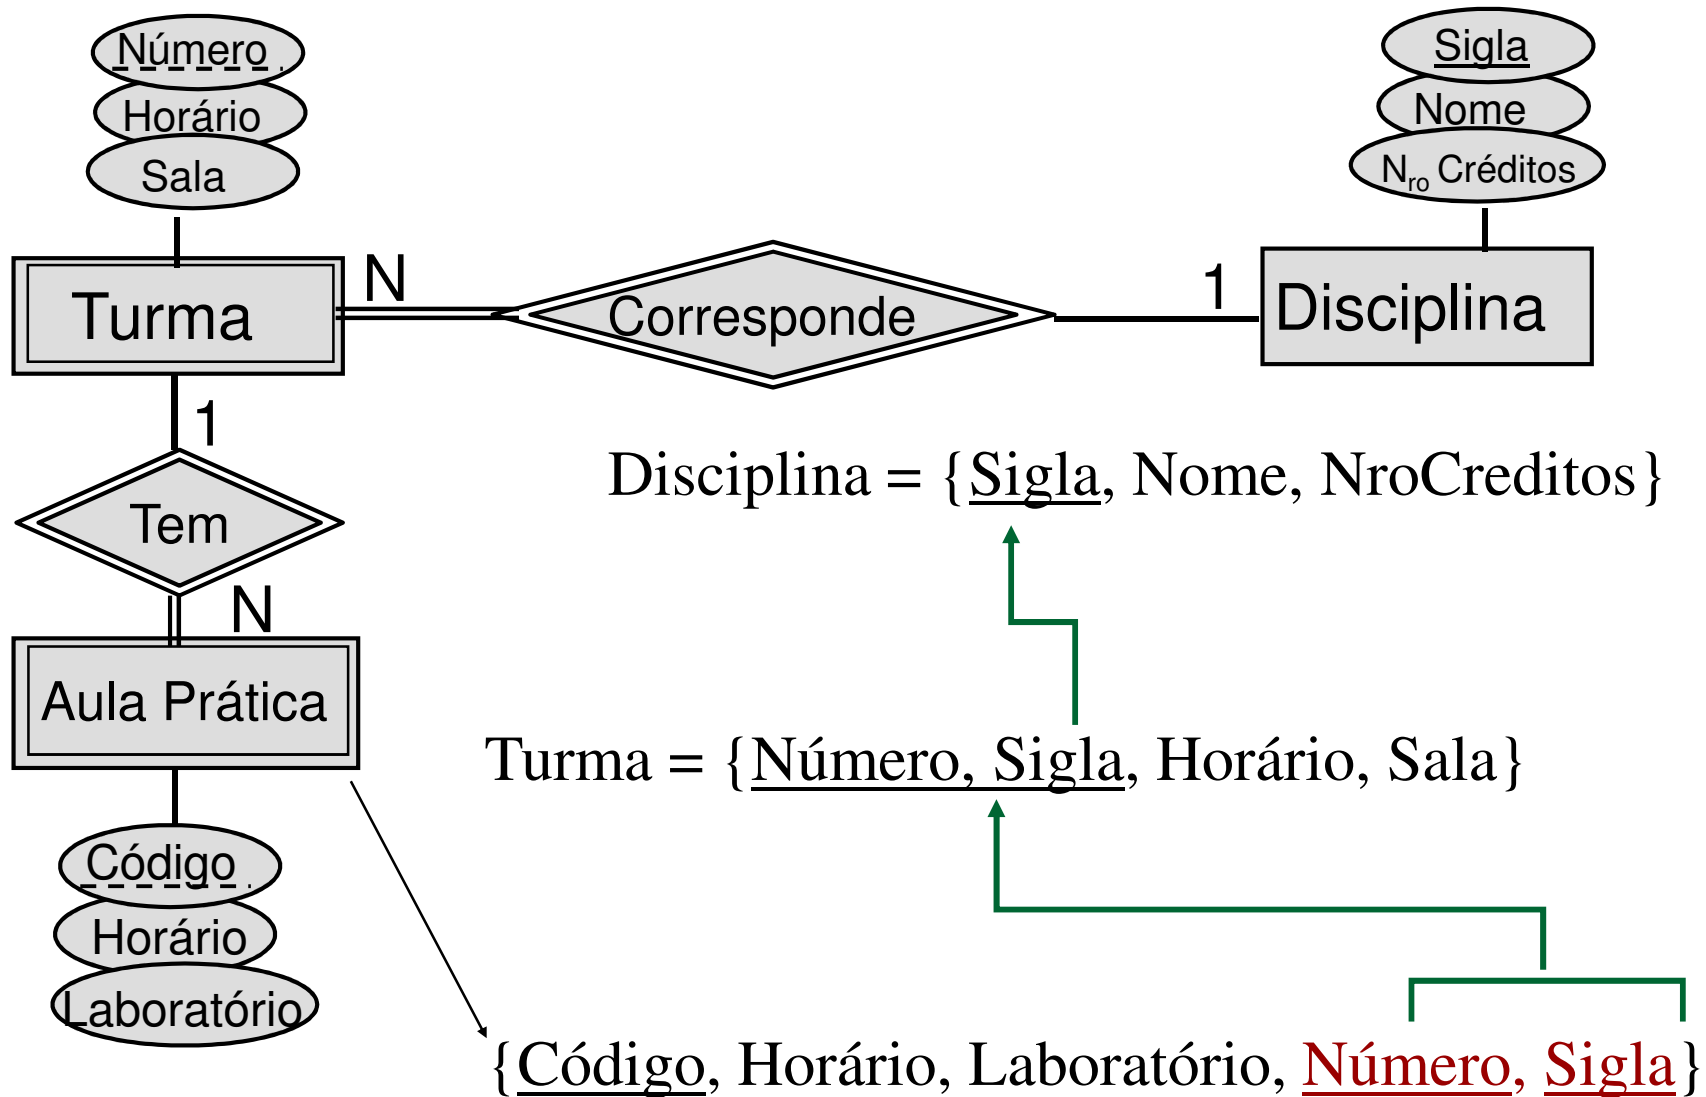 Número
Horário
Sala
Sigla
Nome
Nro Créditos
Turma
N
Corresponde
1
Disciplina
1
Tem
N
Aula Prática
Código
Horário
Laboratório
Disciplina = {Sigla, Nome, NroCreditos}
Turma = {Número, Sigla, Horário, Sala}
{Código, Horário, Laboratório, Número, Sigla}